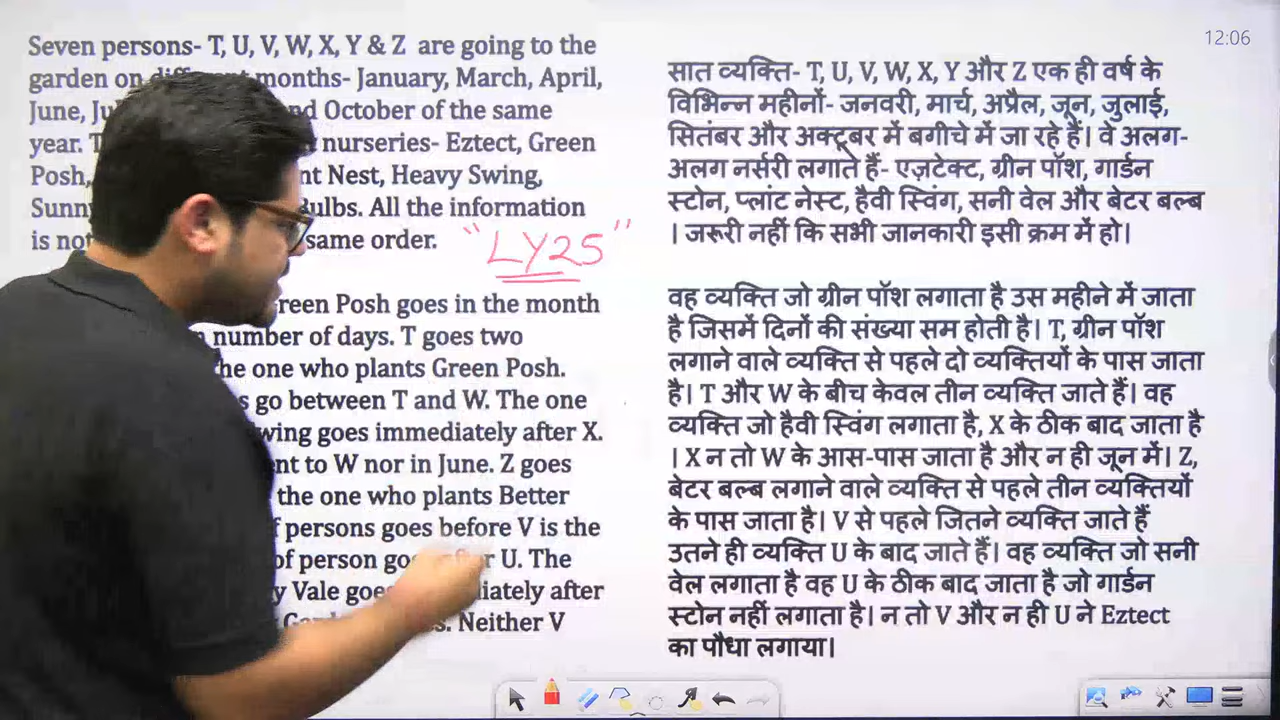 12:06
Seven persons- T, U, V, W, X, Y & Z are going to the
garden on different months- January, March, April,
June, nd October of the same
year. nurseries- Eztect, Green
Posh, nt Nest, Heavy Swing,
Sunny ulbs. All the information
is not same order.
"LY25"
reen Posh goes in the month
number of days. T goes two
the one who plants Green Posh.
s go between T and W. The one
wing goes immediately after X.
ent to W nor in June. Z goes
the one who plants Better
f persons goes before V is the
of person goes after U. The
y Vale goes immediately after
Neither V
सात व्यक्ति- T, U, V, W, X, Y और Z एक ही वर्ष के
विभिन्न महीनों- जनवरी, मार्च, अप्रैल, जून, जुलाई,
सितंबर और अक्टूबर में बगीचे में जा रहे हैं। वे अलग-
अलग नर्सरी लगाते हैं- एज़टेक्ट, ग्रीन पॉश, गार्डन
स्टोन, प्लांट नेस्ट, हैवी स्विंग, सनी वेल और बेटर बल्ब
। जरूरी नहीं कि सभी जानकारी इसी क्रम में हो।
वह व्यक्ति जो ग्रीन पॉश लगाता है उस महीने में जाता
है जिसमें दिनों की संख्या सम होती है। T, ग्रीन पॉश
लगाने वाले व्यक्ति से पहले दो व्यक्तियों के पास जाता
है। T और W के बीच केवल तीन व्यक्ति जाते हैं। वह
व्यक्ति जो हैवी स्विंग लगाता है, X के ठीक बाद जाता है
। X न तो W के आस-पास जाता है और न ही जून में। Z,
बेटर बल्ब लगाने वाले व्यक्ति से पहले तीन व्यक्तियों
के पास जाता है। V से पहले जितने व्यक्ति जाते हैं
उतने ही व्यक्ति U के बाद जाते हैं। वह व्यक्ति जो सनी
वेल लगाता है वह U के ठीक बाद जाता है जो गार्डन
स्टोन नहीं लगाता है। न तो V और न ही U ने Eztect
का पौधा लगाया।